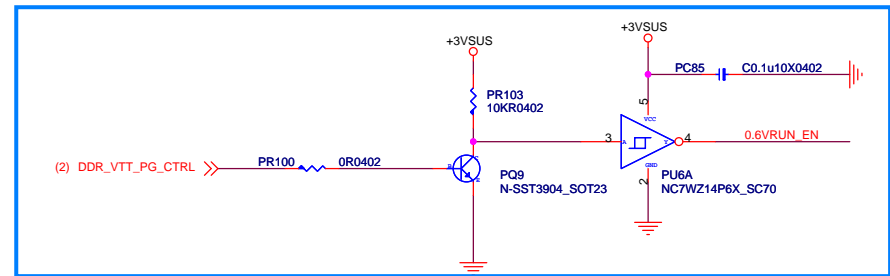 +3VSUS
+3VSUS
PC85
C0.1u10X0402
PR103
10KR0402
5
VCC
3
A
Y
4
0.6VRUN_EN
(2) DDR_VTT_PG_CTRL
PR100
0R0402
B
C
E
GND
2
PQ9
N-SST3904_SOT23
PU6A
NC7WZ14P6X_SC70